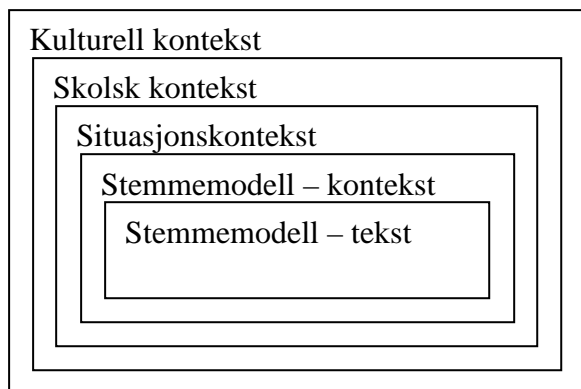 Kulturell kontekst
Skolsk kontekst
Situasjonskontekst
Stemmemodell – kontekst
Stemmemodell – tekst